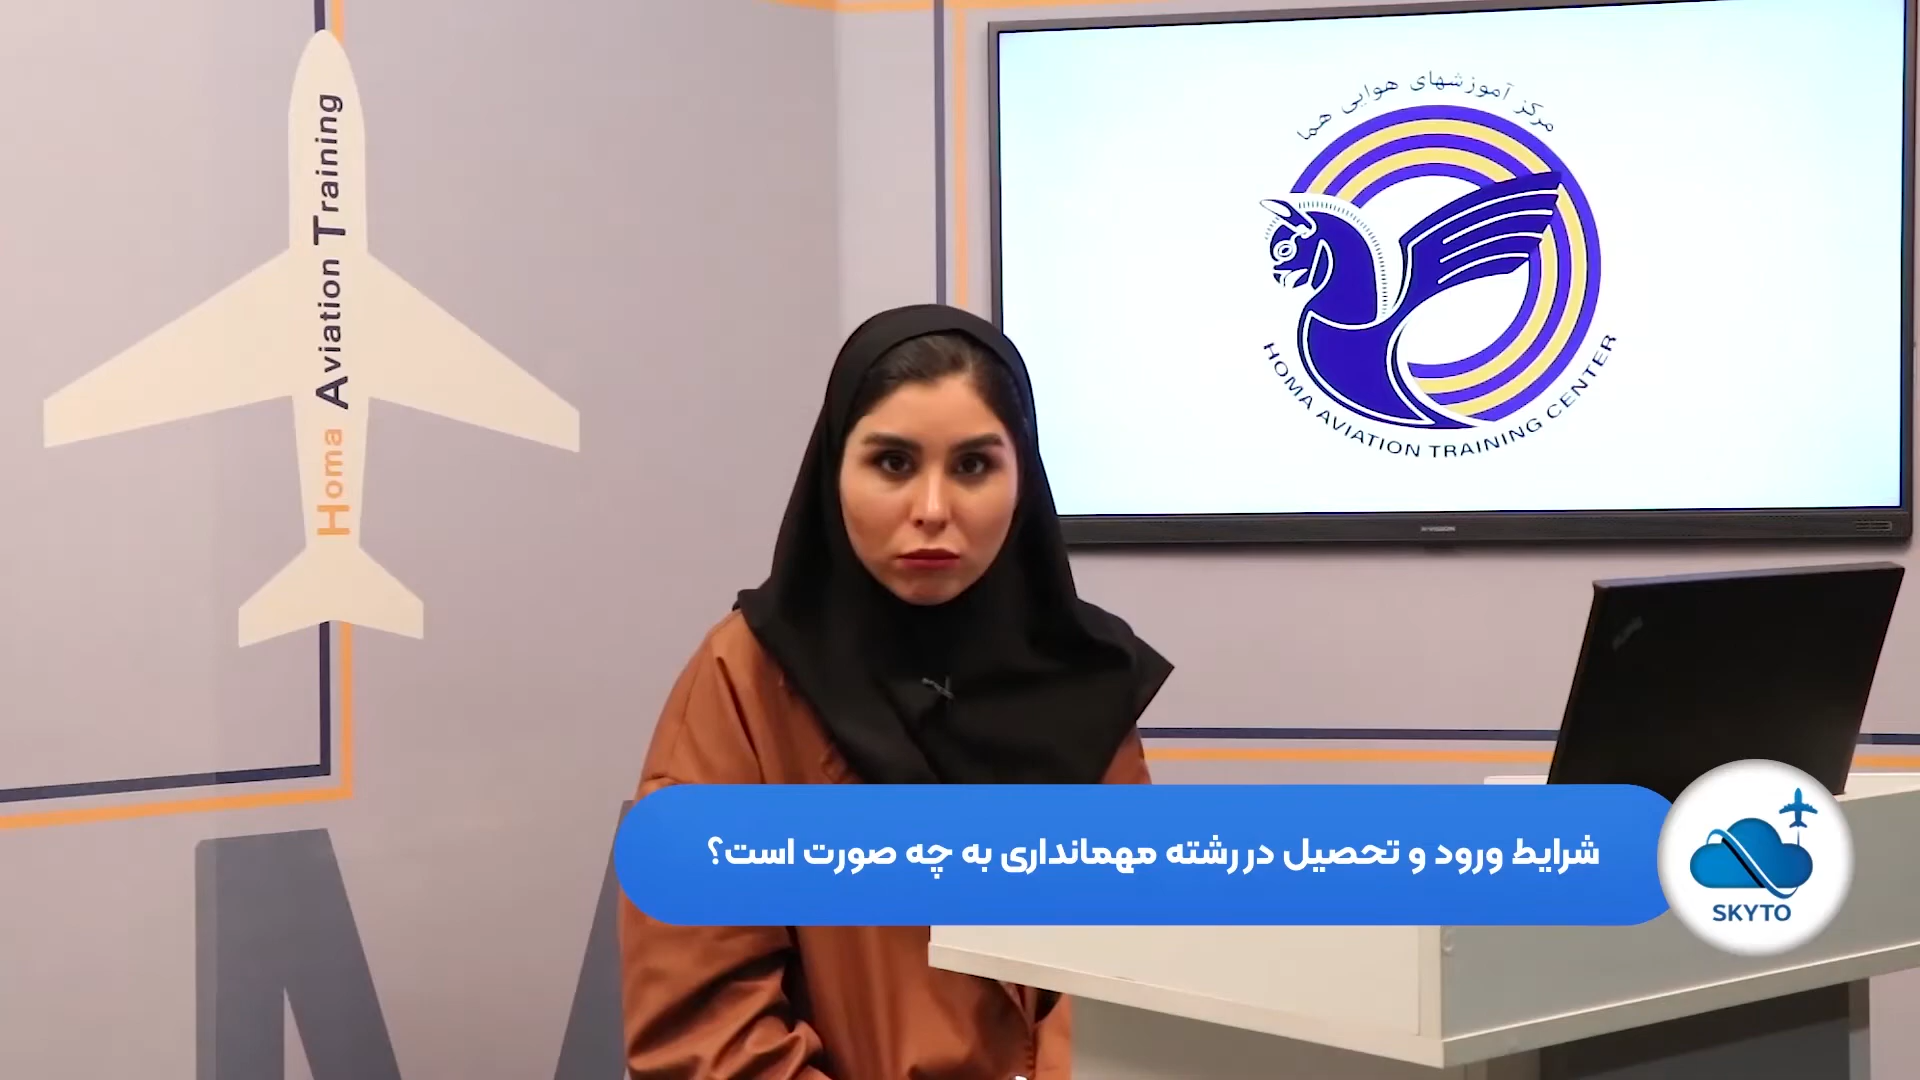 Homa Aviation Training
مرکز آموزشهای هوایی هما
HOMA AVIATION TRAINING CENTER
شرایط ورود و تحصیل در رشته مهمانداری به چه صورت است؟
SKYTO
M